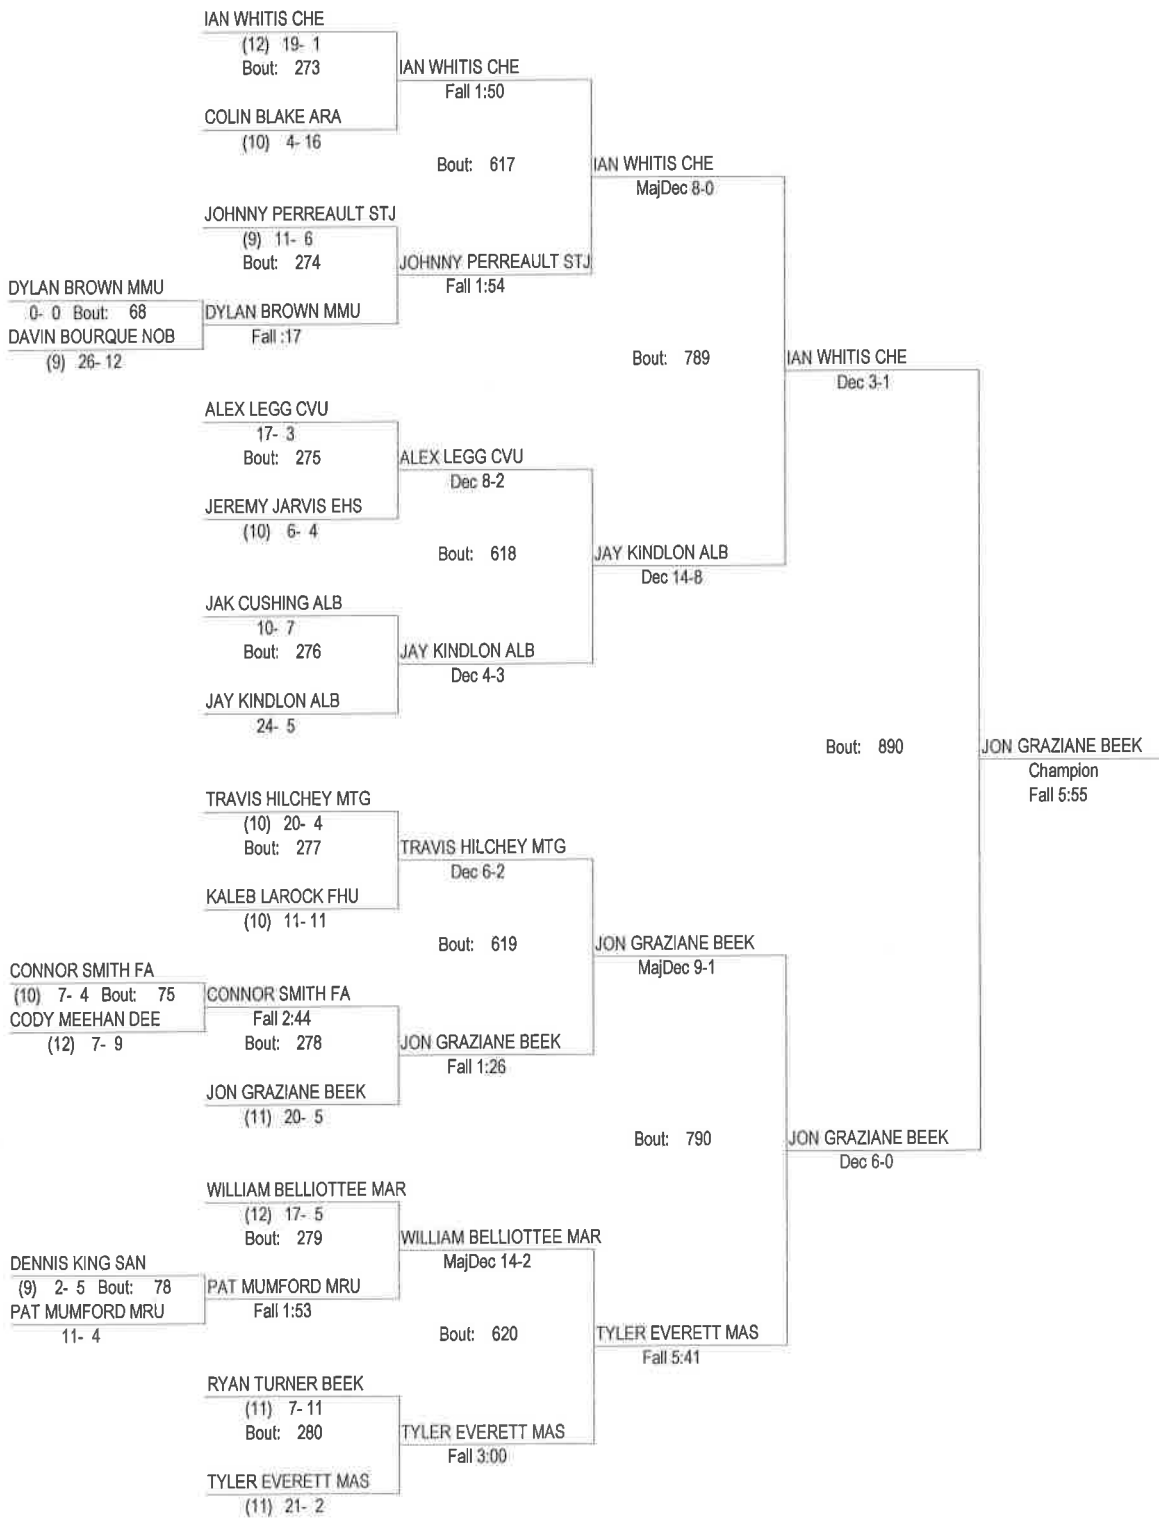 IAN WHITIS CHE
(12) 19- 1
Bout: 273
IAN WHITIS CHE
Fall 1:50
COLIN BLAKE ARA
(10) 4- 16
Bout: 617
IAN WHITIS CHE
MajDec 8-0
JOHNNY PERREAULT STJ
(9) 11- 6
Bout: 274
JOHNNY PERREAULT STJ
Fall 1:54
DYLAN BROWN MMU
0- 0 Bout: 68
DYLAN BROWN MMU
Fall :17
DAVIN BOURQUE NOB
(9) 26- 12
Bout: 789
IAN WHITIS CHE
Dec 3-1
ALEX LEGG CVU
17- 3
Bout: 275
ALEX LEGG CVU
Dec 8-2
JEREMY JARVIS EHS
(10) 6- 4
Bout: 618
JAY KINDLON ALB
Dec 14-8
JAK CUSHING ALB
10- 7
Bout: 276
JAY KINDLON ALB
Dec 4-3
JAY KINDLON ALB
24- 5
Bout: 890
JON GRAZIANE BEEK
Champion
Fall 5:55
TRAVIS HILCHEY MTG
(10) 20- 4
Bout: 277
TRAVIS HILCHEY MTG
Dec 6-2
KALEB LAROCK FHU
(10) 11- 11
Bout: 619
JON GRAZIANE BEEK
MajDec 9-1
CONNOR SMITH FA
(10) 7- 4 Bout: 75
CONNOR SMITH FA
Fall 2:44
CODY MEEHAN DEE
(12) 7- 9
Bout: 278
JON GRAZIANE BEEK
Fall 1:26
JON GRAZIANE BEEK
(11) 20- 5
Bout: 790
JON GRAZIANE BEEK
Dec 6-0
WILLIAM BELLIOTTEE MAR
(12) 17- 5
Bout: 279
WILLIAM BELLIOTTEE MAR
MajDec 14-2
DENNIS KING SAN
(9) 2- 5 Bout: 78
PAT MUMFORD MRU
Fall 1:53
PAT MUMFORD MRU
11- 4
Bout: 620
TYLER EVERETT MAS
Fall 5:41
RYAN TURNER BEEK
(11) 7- 11
Bout: 280
TYLER EVERETT MAS
Fall 3:00
TYLER EVERETT MAS
(11) 21- 2